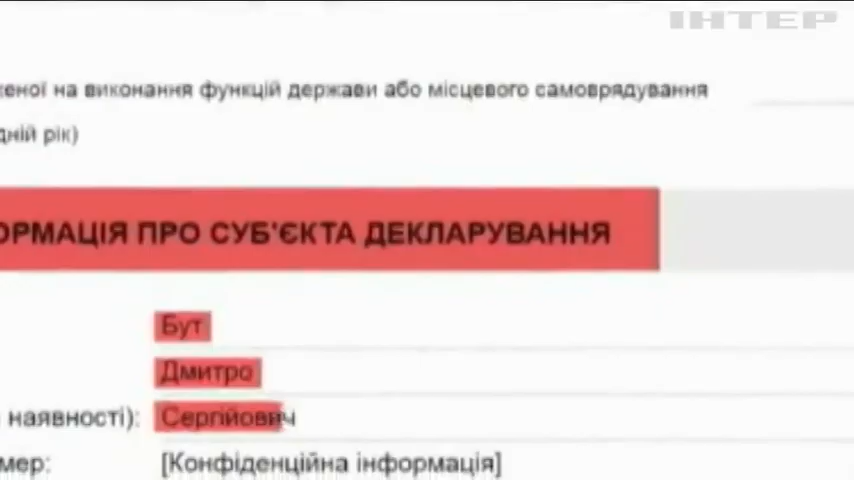 ІНТЕР
на виконання функцій держави або місцевого самоврядування
рік)
ПРО СУБ'ЄКТА ДЕКЛАРУВАННЯ
Бут
Дмитро
наявності): Сергійович
[Конфіденційна інформація]